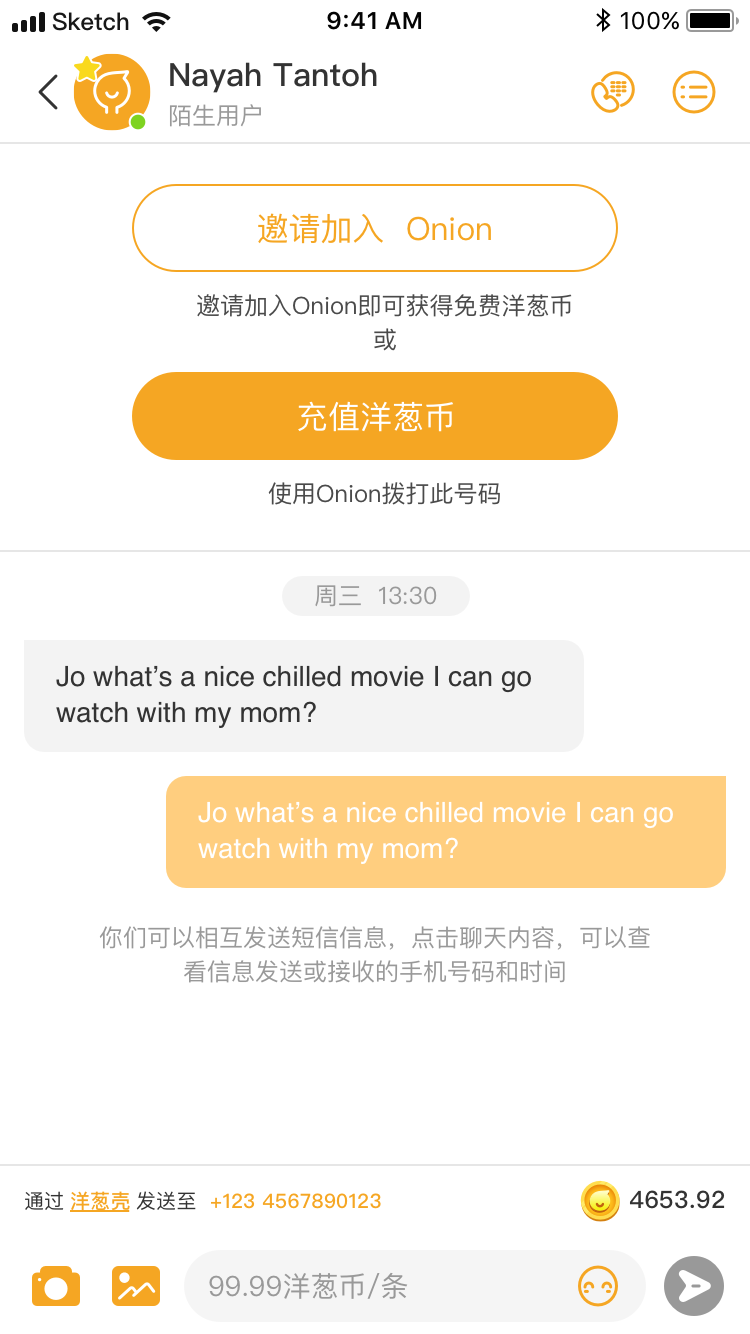 Sketch 9:41 AM 100%
Nayah Tantoh
陌生用户
邀请加入 Onion
邀请加入Onion即可获得免费洋葱币
或
充值洋葱币
使用Onion拨打此号码
周三 13:30
Jo what’s a nice chilled movie I can go
watch with my mom?
Jo what’s a nice chilled movie I can go
watch with my mom?
你们可以相互发送短信信息，点击聊天内容，可以查
看信息发送或接收的手机号码和时间
通过 洋葱壳 发送至 +123 4567890123 4653.92
99.99洋葱币/条